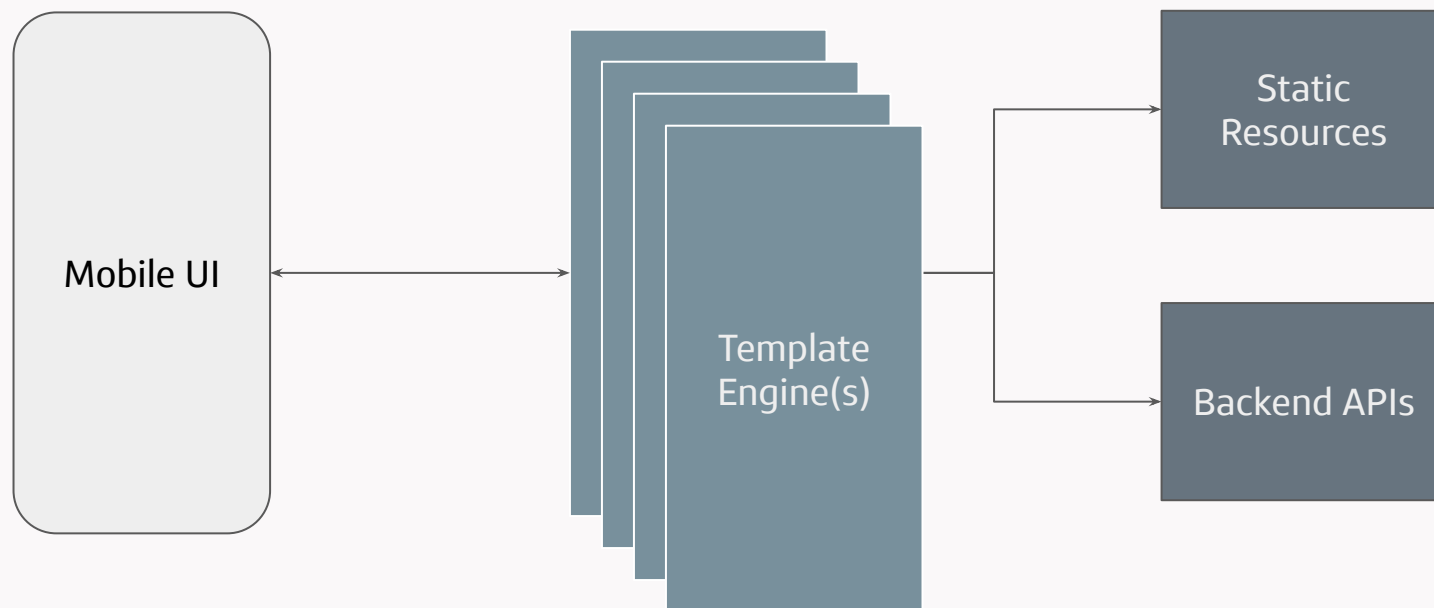 Mobile UI
Template
Engine(s)
Static
Resources
Backend APIs